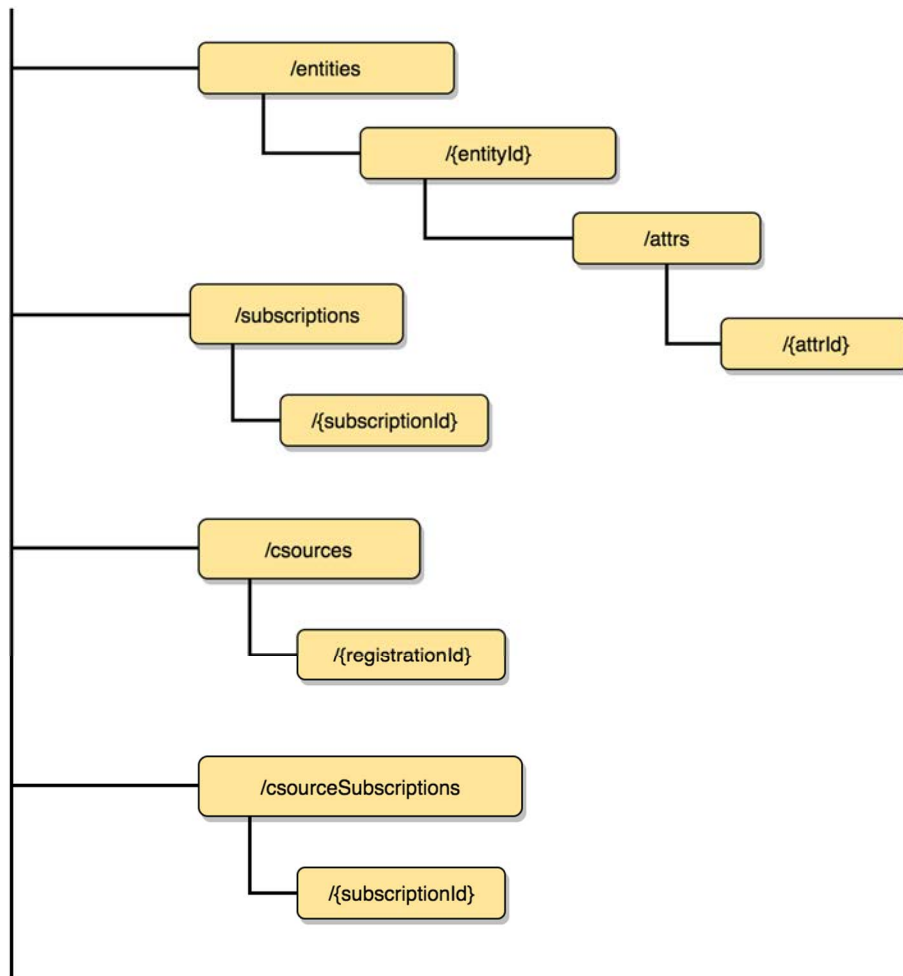 /entities
/{entityId}
/attrs
/{attrId}
/subscriptions
/{subscriptionId}
/csources
/{registrationId}
/csourceSubscriptions
/{subscriptionId}